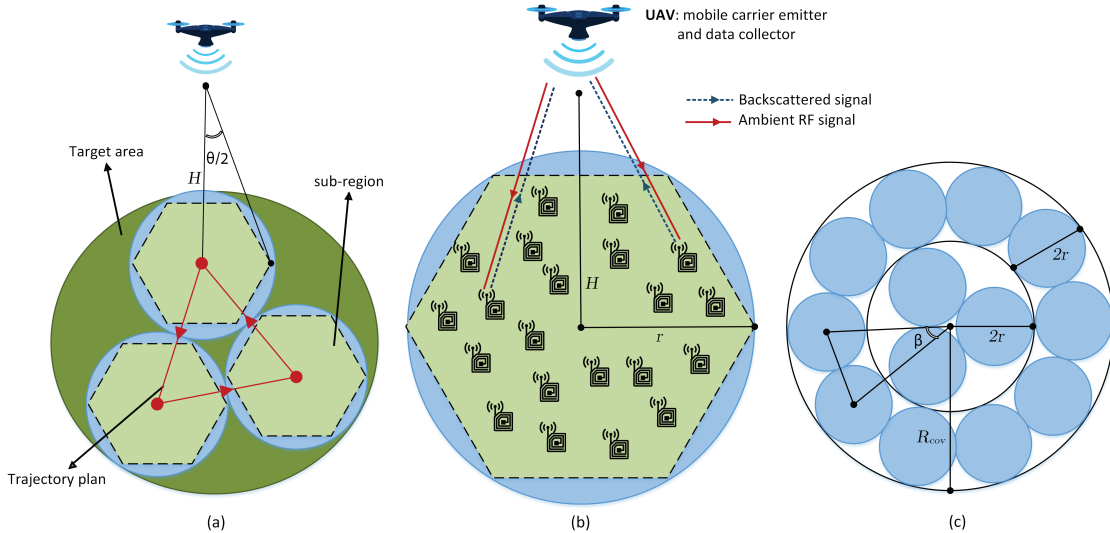 UAV: mobile carrier emitter
and data collector
Backscattered signal
Ambient RF signal
Target area
θ/2
H
sub-region
Trajectory plan
(a)
H
r
(b)
2r
β
2r
R_cov
(c)